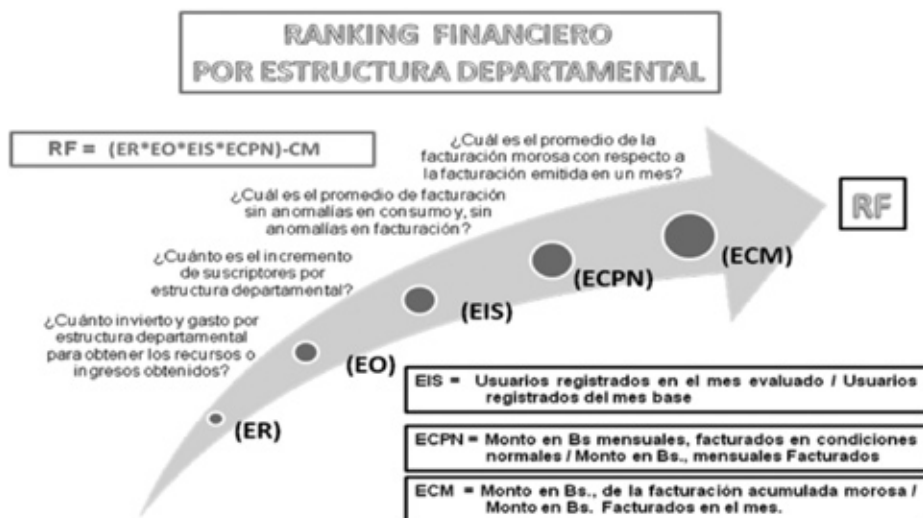 RANKING FINANCIERO
POR ESTRUCTURA DEPARTAMENTAL
RF = (ER*EO*EIS*ECPN)-CM
¿Cuál es el promedio de la
facturación morosa con respecto a
la facturación emitida en un mes?
¿Cuál es el promedio de facturación
sin anomalías en consumo y, sin
anomalías en facturación?
¿Cuánto es el incremento
de suscriptores por
estructura departamental?
¿Cuánto invierto y gasto por
estructura departamental
para obtener los recursos o
ingresos obtenidos?
RF
(ECM)
(ECPN)
(EIS)
(EO)
(ER)
EIS = Usuarios registrados en el mes evaluado / Usuarios
registrados del mes base
ECPN = Monto en Bs mensuales, facturados en condiciones
normales / Monto en Bs., mensuales Facturados
ECM = Monto en Bs., de la facturación acumulada morosa /
Monto en Bs. Facturados en el mes.